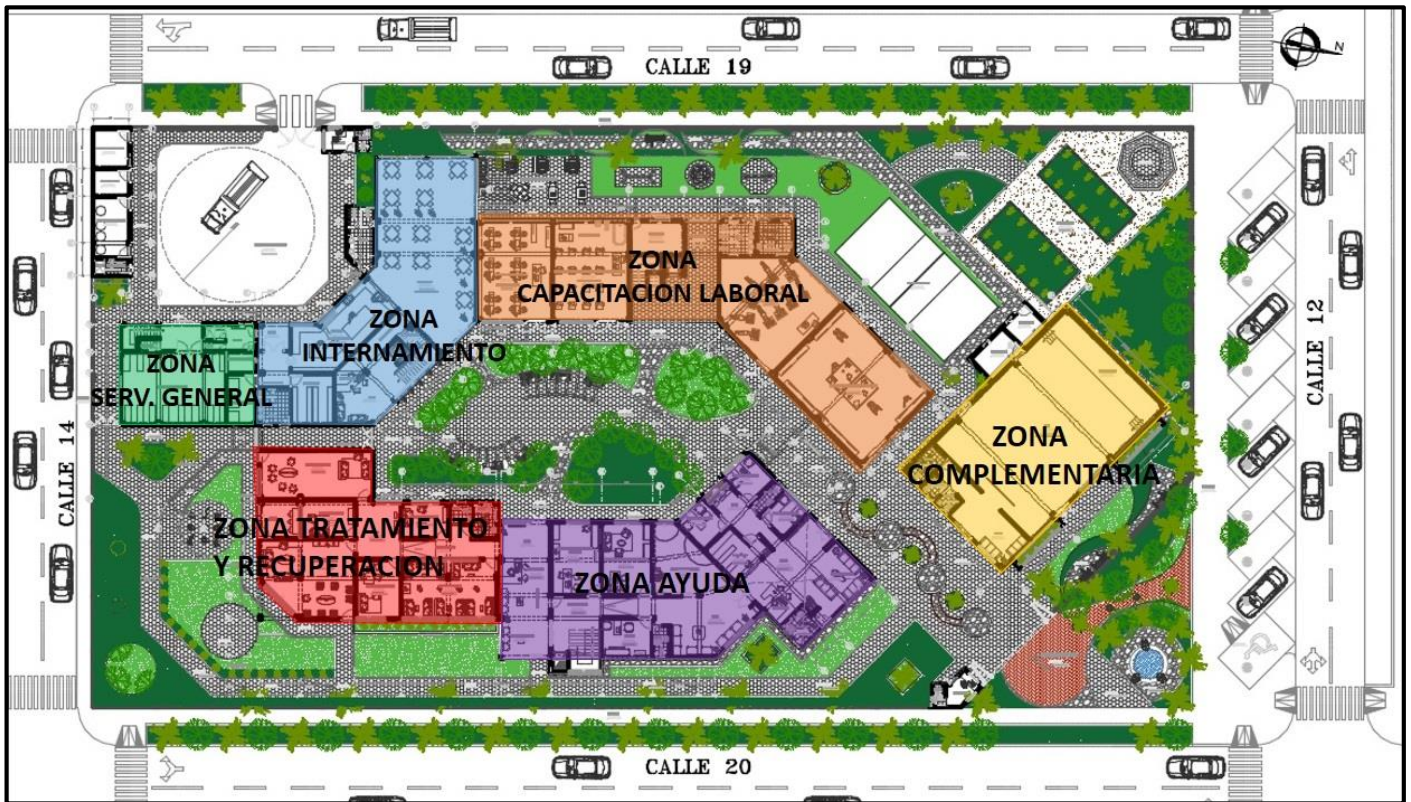 CALLE 19
N
ZONA
CAPACITACION LABORAL
ZONA
INTERNAMIENTO
ZONA
SERV. GENERAL
CALLE 12
CALLE 14
ZONA
COMPLEMENTARIA
ZONA TRATAMIENTO
Y RECUPERACION
ZONA AYUDA
CALLE 20